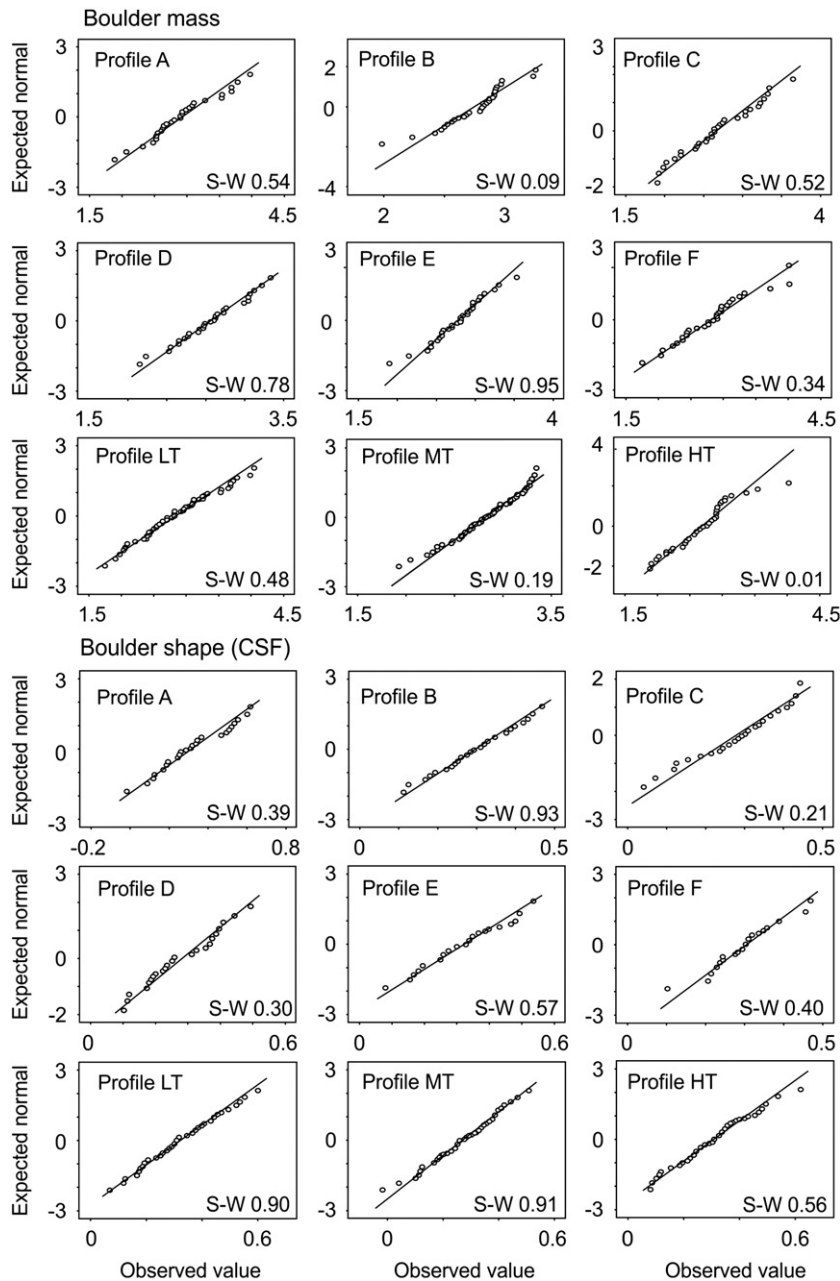 Boulder mass
Expected normal
3
0
-3
Profile A
S-W 0.54
1.5
4.5
2
0
-4
Profile B
S-W 0.09
2
3
3
0
-2
Profile C
S-W 0.52
1.5
4
Expected normal
3
0
-3
Profile D
S-W 0.78
1.5
3.5
3
0
-3
Profile E
S-W 0.95
1.5
4
3
0
-3
Profile F
S-W 0.34
1.5
4.5
Expected normal
3
0
-3
Profile LT
S-W 0.48
1.5
4.5
3
0
-3
Profile MT
S-W 0.19
1.5
3.5
4
0
-2
Profile HT
S-W 0.01
1.5
4.5
Boulder shape (CSF)
Expected normal
3
0
-3
Profile A
S-W 0.39
-0.2
0.8
3
0
-3
Profile B
S-W 0.93
0
0.5
2
0
-3
Profile C
S-W 0.21
0
0.5
Expected normal
3
0
-2
Profile D
S-W 0.30
0
0.6
3
0
-3
Profile E
S-W 0.57
0
0.6
3
0
-3
Profile F
S-W 0.40
0
0.5
Expected normal
3
0
-3
Profile LT
S-W 0.90
0
0.6
Observed value
3
0
-3
Profile MT
S-W 0.91
0
0.6
Observed value
3
0
-3
Profile HT
S-W 0.56
0
0.6
Observed value